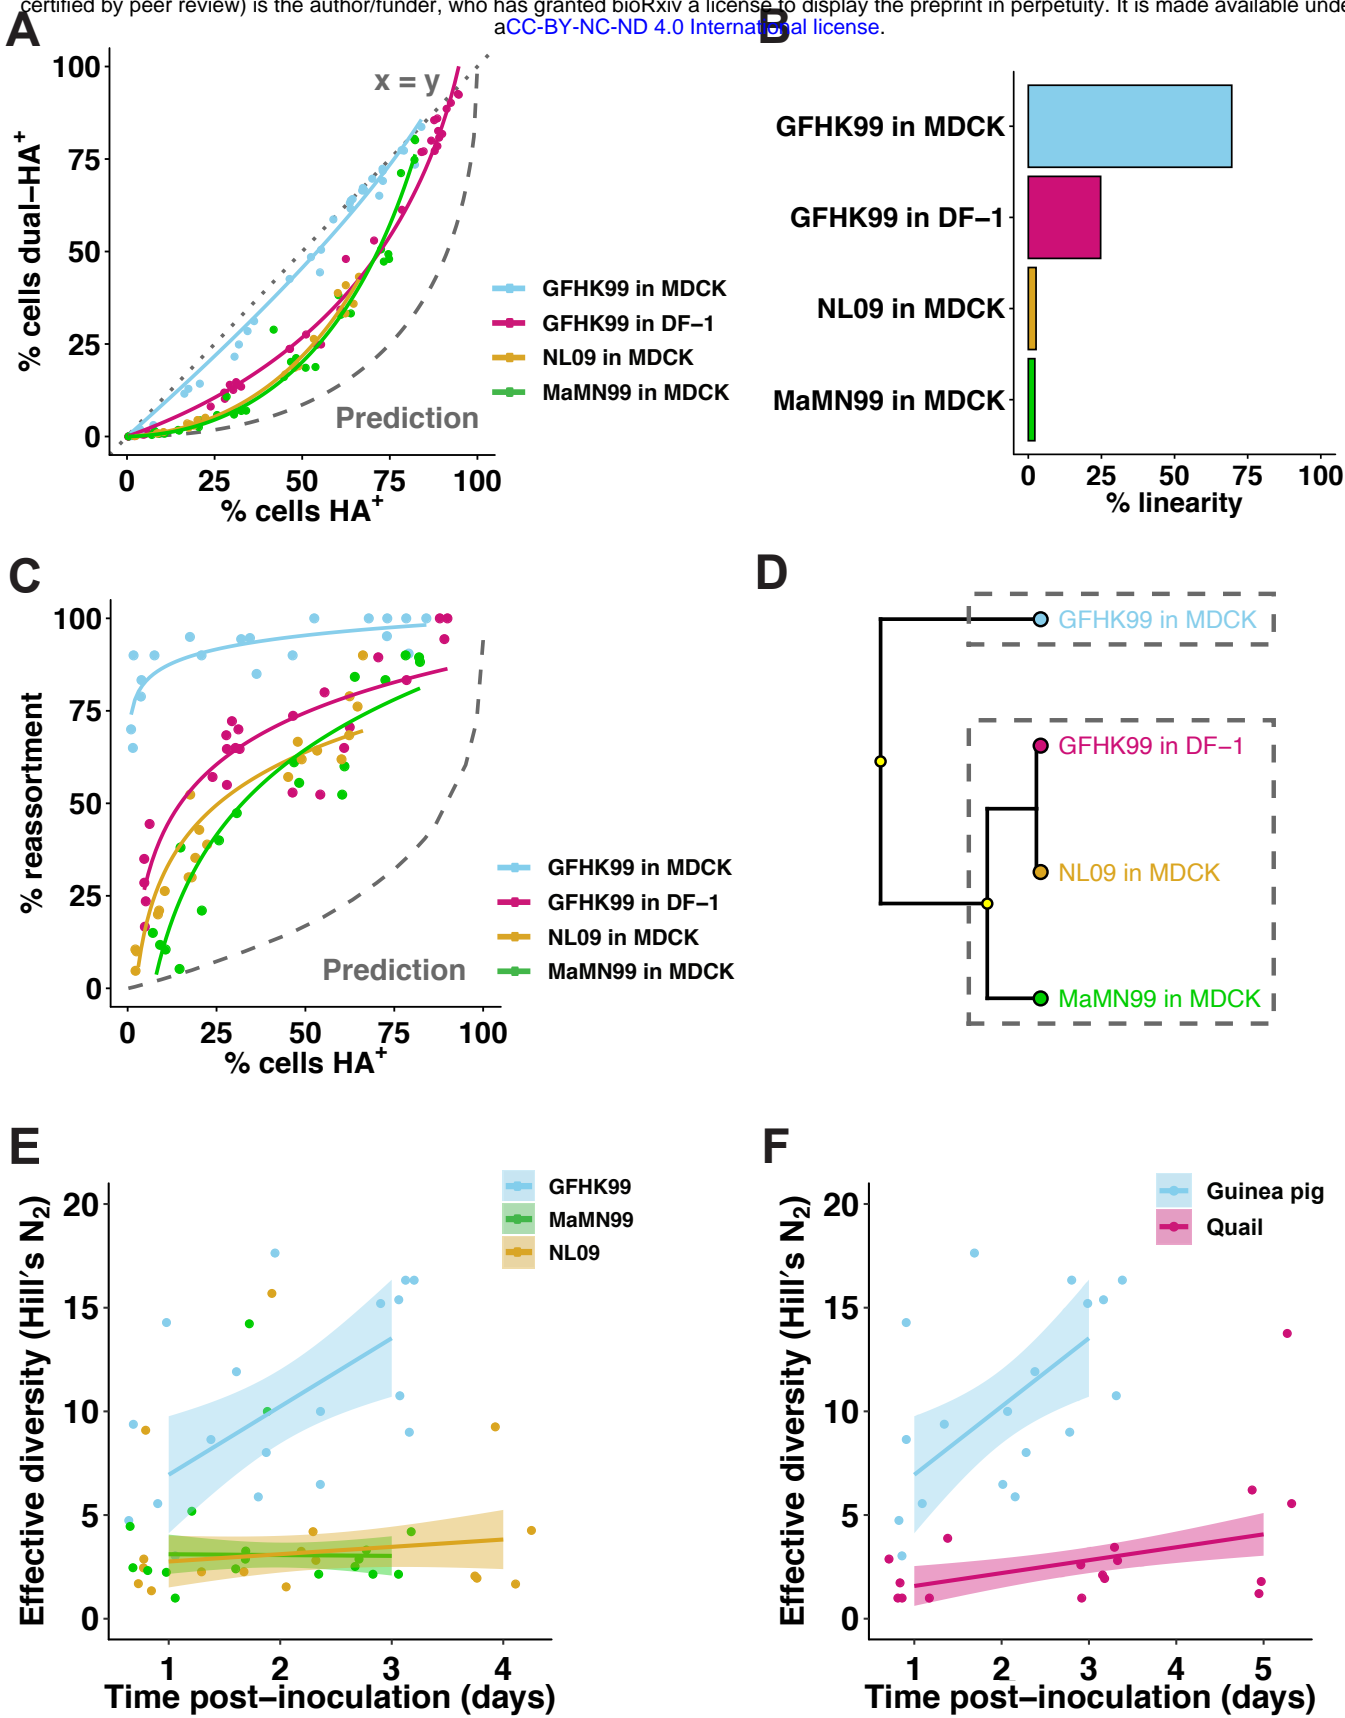 certified by peer review) is the author/funder, who has granted bioRxiv a license to display the preprint in perpetuity. It is made available
aCC-BY-NC-ND 4.0 International license.
A
100
75
50
25
0
% cells dual–HA+
x = y
Prediction
GFHK99 in MDCK
GFHK99 in DF–1
NL09 in MDCK
MaMN99 in MDCK
0 25 50 75 100
% cells HA+
B
GFHK99 in MDCK
GFHK99 in DF–1
NL09 in MDCK
MaMN99 in MDCK
0 25 50 75 100
% linearity
C
100
75
50
25
0
% reassortment
Prediction
GFHK99 in MDCK
GFHK99 in DF–1
NL09 in MDCK
MaMN99 in MDCK
0 25 50 75 100
% cells HA+
D
GFHK99 in MDCK
GFHK99 in DF–1
NL09 in MDCK
MaMN99 in MDCK
E
20
15
10
5
0
Effective diversity (Hill′s N2)
GFHK99
MaMN99
NL09
1 2 3 4
Time post–inoculation (days)
F
20
15
10
5
0
Effective diversity (Hill′s N2)
Guinea pig
Quail
1 2 3 4 5
Time post–inoculation (days)